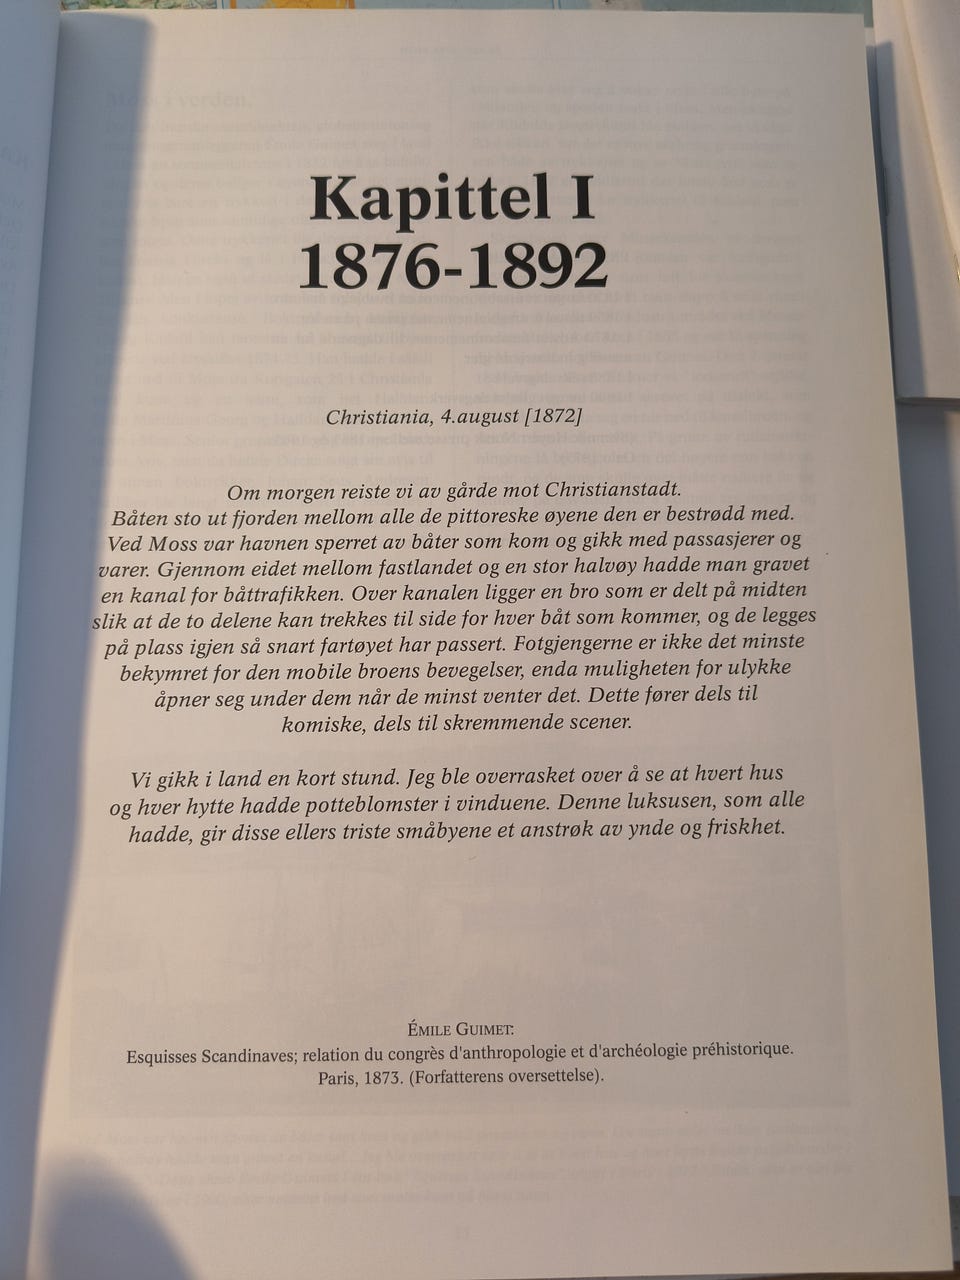 Kapittel I
1876-1892
Christiania, 4.august [1872]
Om morgen reiste vi av gårde mot Christianstadt.
Båten sto ut fjorden mellom alle de pittoreske øyene den er bestrødd med.
Ved Moss var havnen sperret av båter som kom og gikk med passasjerer og
varer. Gjennom eidet mellom fastlandet og en stor halvøy hadde man gravet
en kanal for båttrafikken. Over kanalen ligger en bro som er delt på midten
slik at de to delene kan trekkes til side for hver båt som kommer, og de legges
på plass igjen så snart fartøyet har passert. Fotgjengerne er ikke det minste
bekymret for den mobile broens bevegelser, enda muligheten for ulykke
åpner seg under dem når de minst venter det. Dette fører dels til
komiske, dels til skremmende scener.
Vi gikk i land en kort stund. Jeg ble overrasket over å se at hvert hus
og hver hytte hadde potteblomster i vinduene. Denne luksusen, som alle
hadde, gir disse ellers triste småbyene et anstrøk av ynde og friskhet.
ÉMILE GUIMET:
Esquisses Scandinaves; relation du congrès d'anthropologie et d'archéologie préhistorique.
Paris, 1873. (Forfatterens oversettelse).